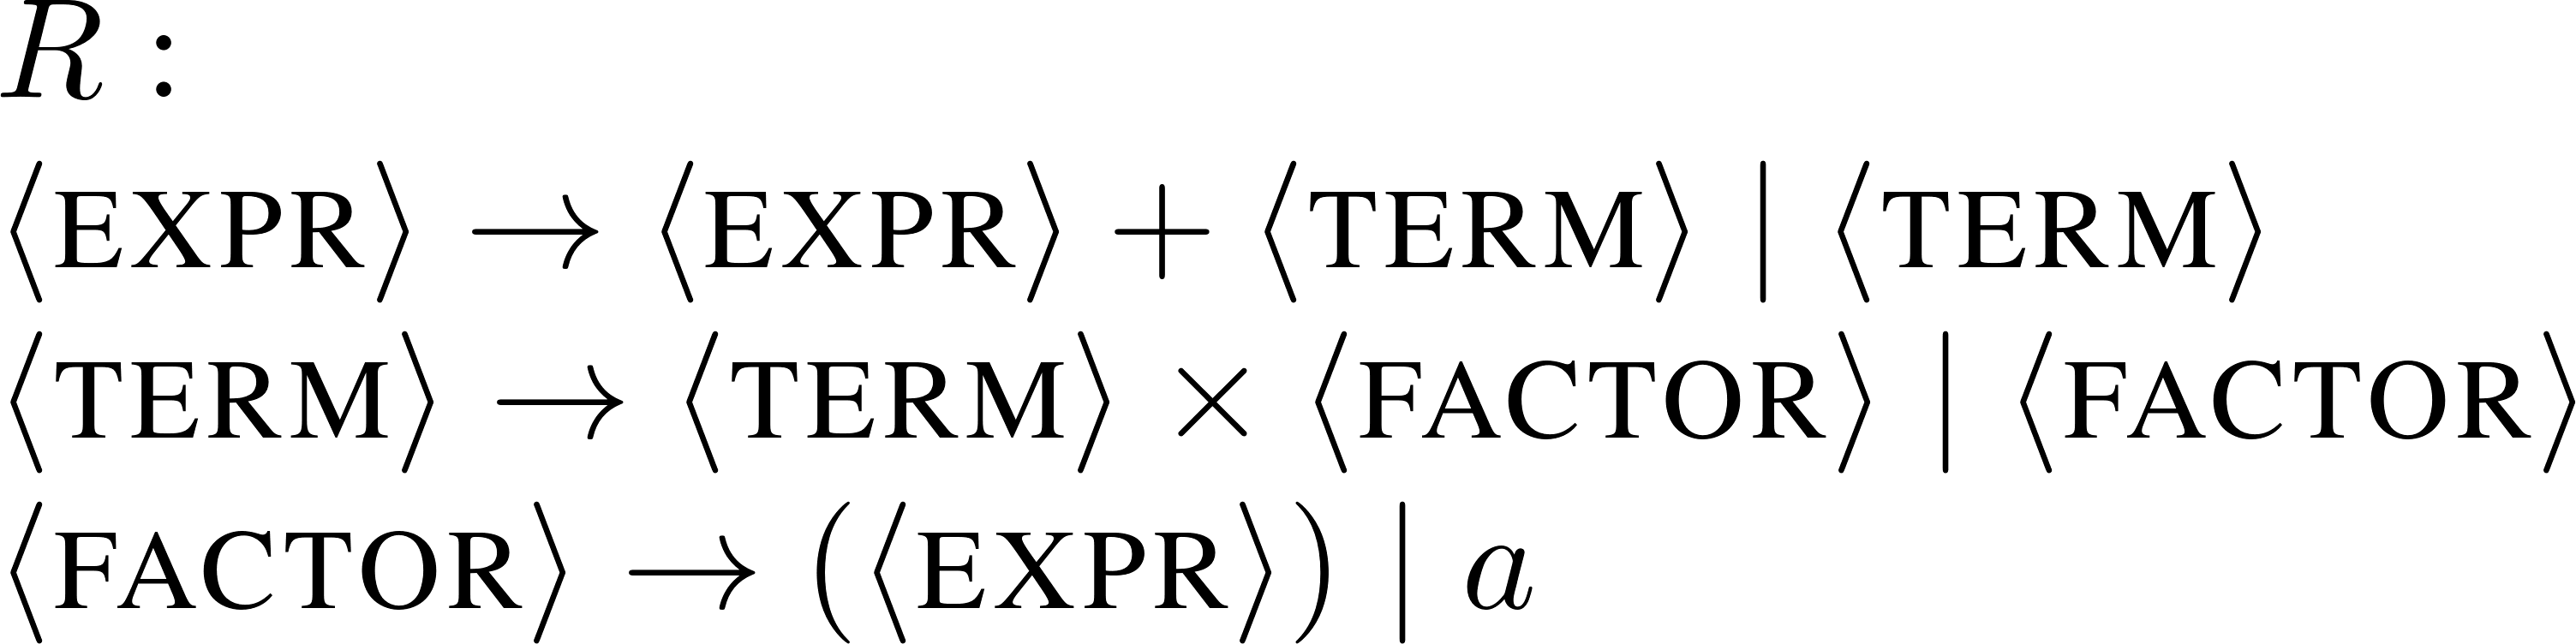 R :
⟨EXPR⟩ → ⟨EXPR⟩ + ⟨TERM⟩ | ⟨TERM⟩
⟨TERM⟩ → ⟨TERM⟩ × ⟨FACTOR⟩ | ⟨FACTOR⟩
⟨FACTOR⟩ → (⟨EXPR⟩) | a